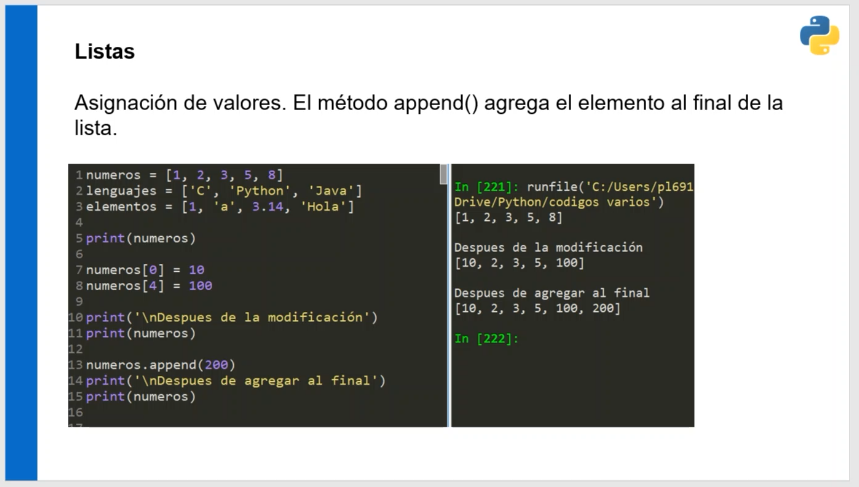 Listas
Asignación de valores. El método append() agrega el elemento al final de la
lista.
1 numeros = [1, 2, 3, 5, 8]
2 lenguajes = ['C', 'Python', 'Java']
3 elementos = [1, 'a', 3.14, 'Hola']
4
5 print(numeros)
6
7 numeros[0] = 10
8 numeros[4] = 100
9
10 print('\nDespues de la modificación')
11 print(numeros)
12
13 numeros.append(200)
14 print('\nDespues de agregar al final')
15 print(numeros)
16
17
In [221]: runfile('C:/Users/pl691
Drive/Python/codigos varios')
[1, 2, 3, 5, 8]
Despues de la modificación
[10, 2, 3, 5, 100]
Despues de agregar al final
[10, 2, 3, 5, 100, 200]
In [222]: